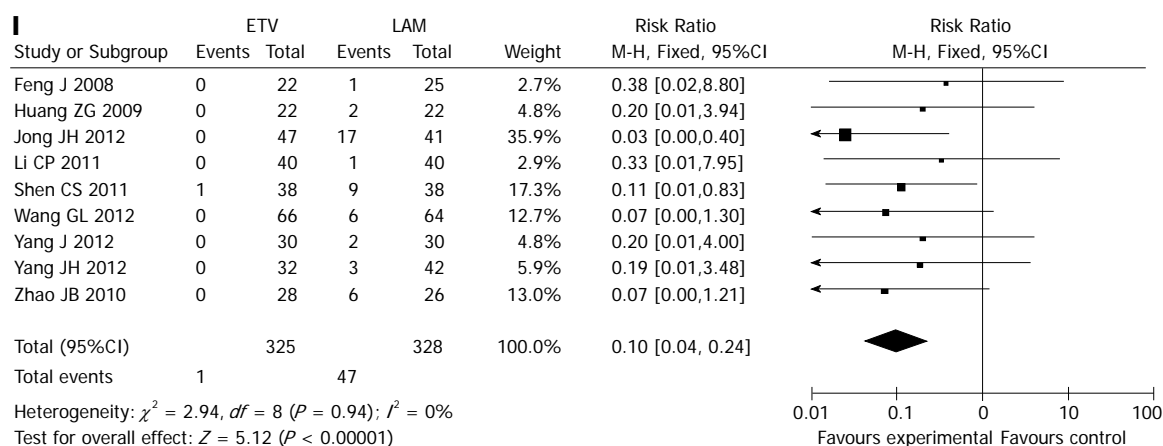 I
ETV LAM Risk Ratio Risk Ratio
Study or Subgroup Events Total Events Total Weight M-H, Fixed, 95%CI M-H, Fixed, 95%CI
Feng J 2008 0 22 1 25 2.7% 0.38 [0.02,8.80]
Huang ZG 2009 0 22 2 22 4.8% 0.20 [0.01,3.94]
Jong JH 2012 0 47 17 41 35.9% 0.03 [0.00,0.40]
Li CP 2011 0 40 1 40 2.9% 0.33 [0.01,7.95]
Shen CS 2011 1 38 9 38 17.3% 0.11 [0.01,0.83]
Wang GL 2012 0 66 6 64 12.7% 0.07 [0.00,1.30]
Yang J 2012 0 30 2 30 4.8% 0.20 [0.01,4.00]
Yang JH 2012 0 32 3 42 5.9% 0.19 [0.01,3.48]
Zhao JB 2010 0 28 6 26 13.0% 0.07 [0.00,1.21]
Total (95%CI) 325 328 100.0% 0.10 [0.04, 0.24]
Total events 1 47
Heterogeneity: χ² = 2.94, df = 8 (P = 0.94); I² = 0%
Test for overall effect: Z = 5.12 (P < 0.00001)
0.01 0.1 0 10 100
Favours experimental Favours control